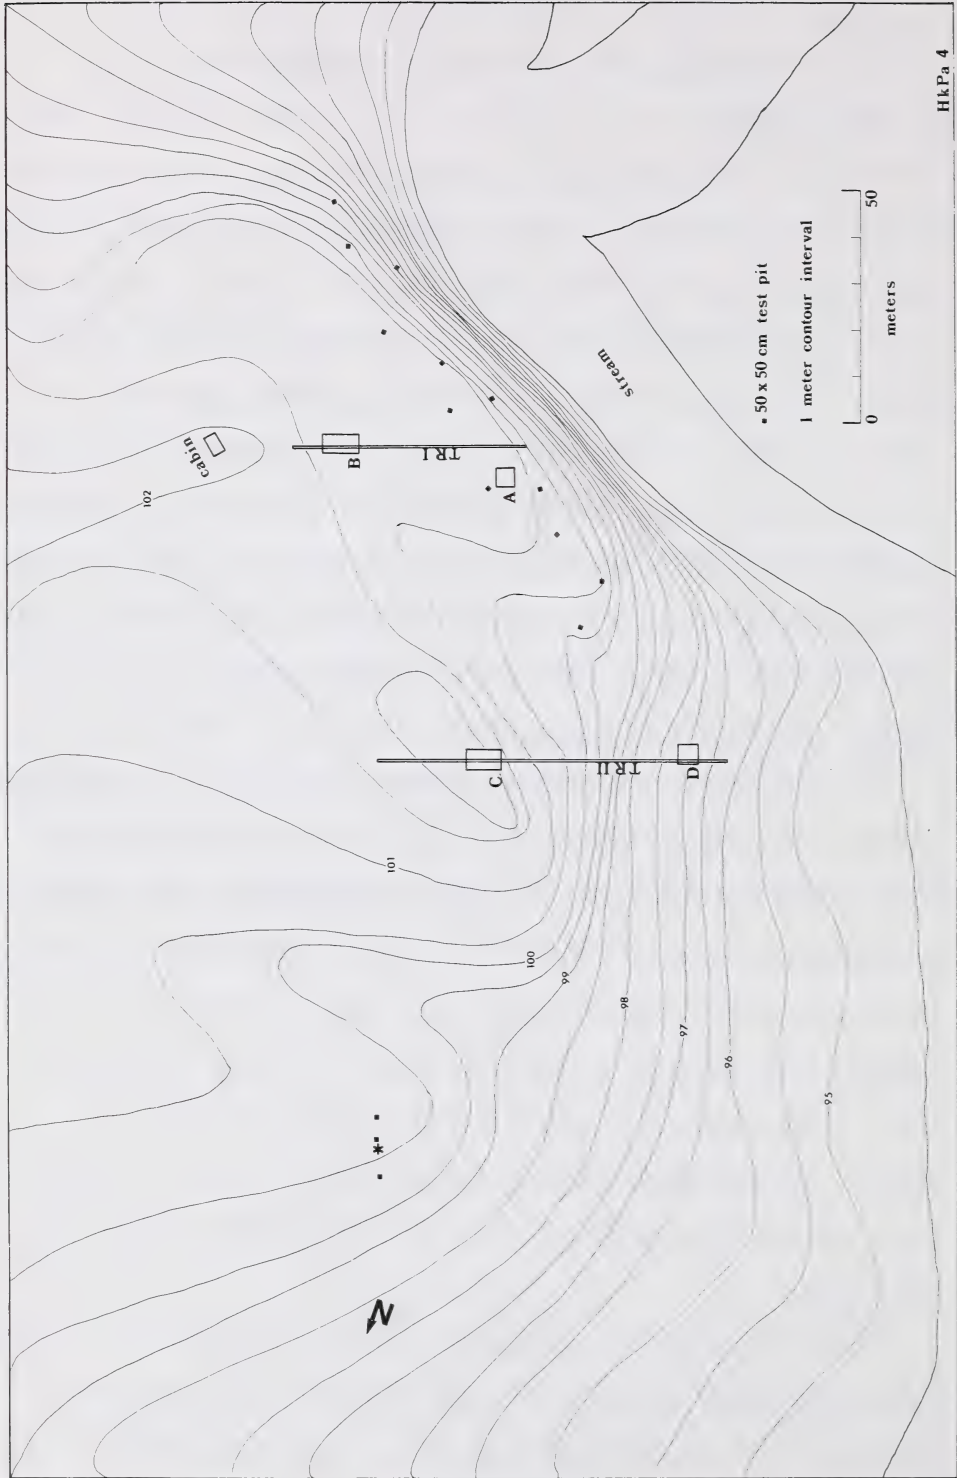 HkPa 4
cabin
102
B
TR I
A
stream
TR II
C
D
101
100
99
98
97
96
95
N
▪ 50 x 50 cm test pit
1 meter contour interval
0 50
meters